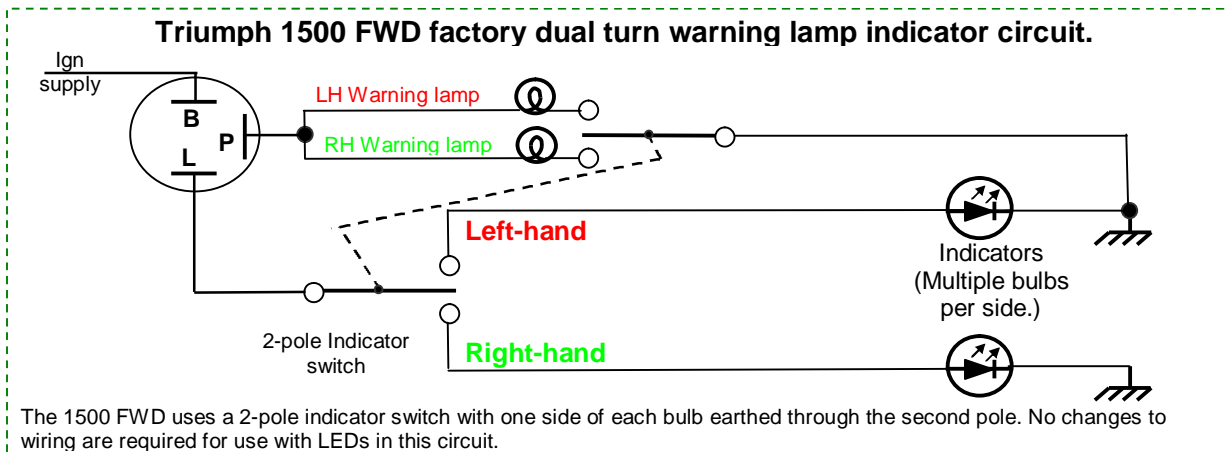 Triumph 1500 FWD factory dual turn warning lamp indicator circuit.
Ign
supply
B
P
L
LH Warning lamp
RH Warning lamp
Left-hand
Indicators
(Multiple bulbs
per side.)
2-pole Indicator
switch
Right-hand
The 1500 FWD uses a 2-pole indicator switch with one side of each bulb earthed through the second pole. No changes to
wiring are required for use with LEDs in this circuit.